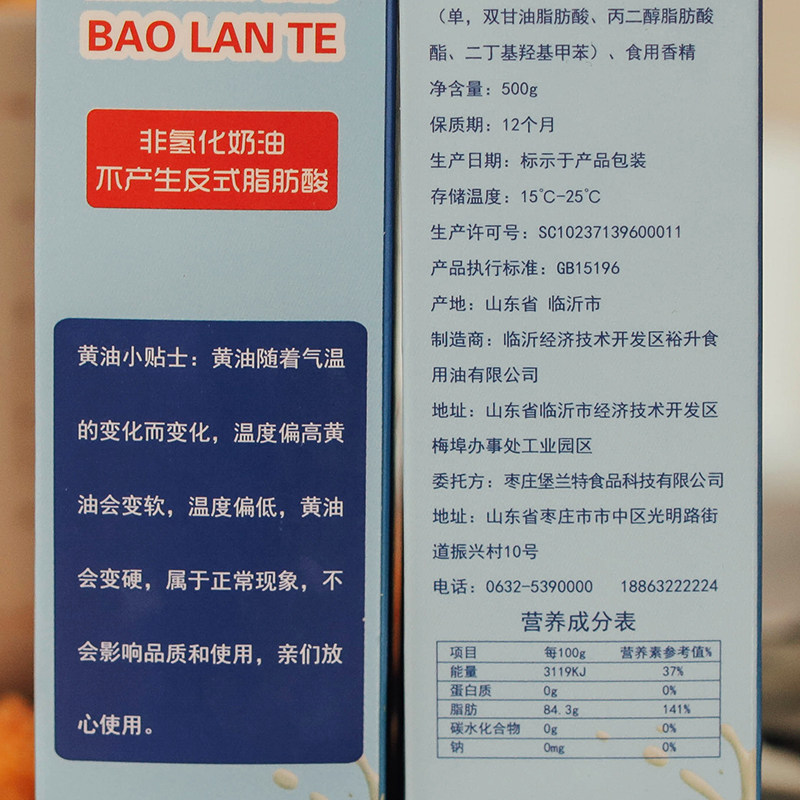 BAO LAN TE
非氢化奶油
不产生反式脂肪酸
黄油小贴士：黄油随着气温
的变化而变化，温度偏高黄
油会变软，温度偏低，黄油
会变硬，属于正常现象，不
会影响品质和使用，亲们放
心使用。
（单，双甘油脂肪酸、丙二醇脂肪酸
酯、二丁基羟基甲苯）、食用香精
净含量：500g
保质期：12个月
生产日期：标示于产品包装
存储温度：15℃-25℃
生产许可号：SC10237139600011
产品执行标准：GB15196
产地：山东省 临沂市
制造商：临沂经济技术开发区裕升食
用油有限公司
地址：山东省临沂市经济技术开发区
梅埠办事处工业园区
委托方：枣庄堡兰特食品科技有限公司
地址：山东省枣庄市市中区光明路街
道振兴村10号
电话：0632-5390000 18863222224
营养成分表
项目 每100g 营养素参考值%
能量 3119KJ 37%
蛋白质 0g 0%
脂肪 84.3g 141%
碳水化合物 0g 0%
钠 0mg 0%